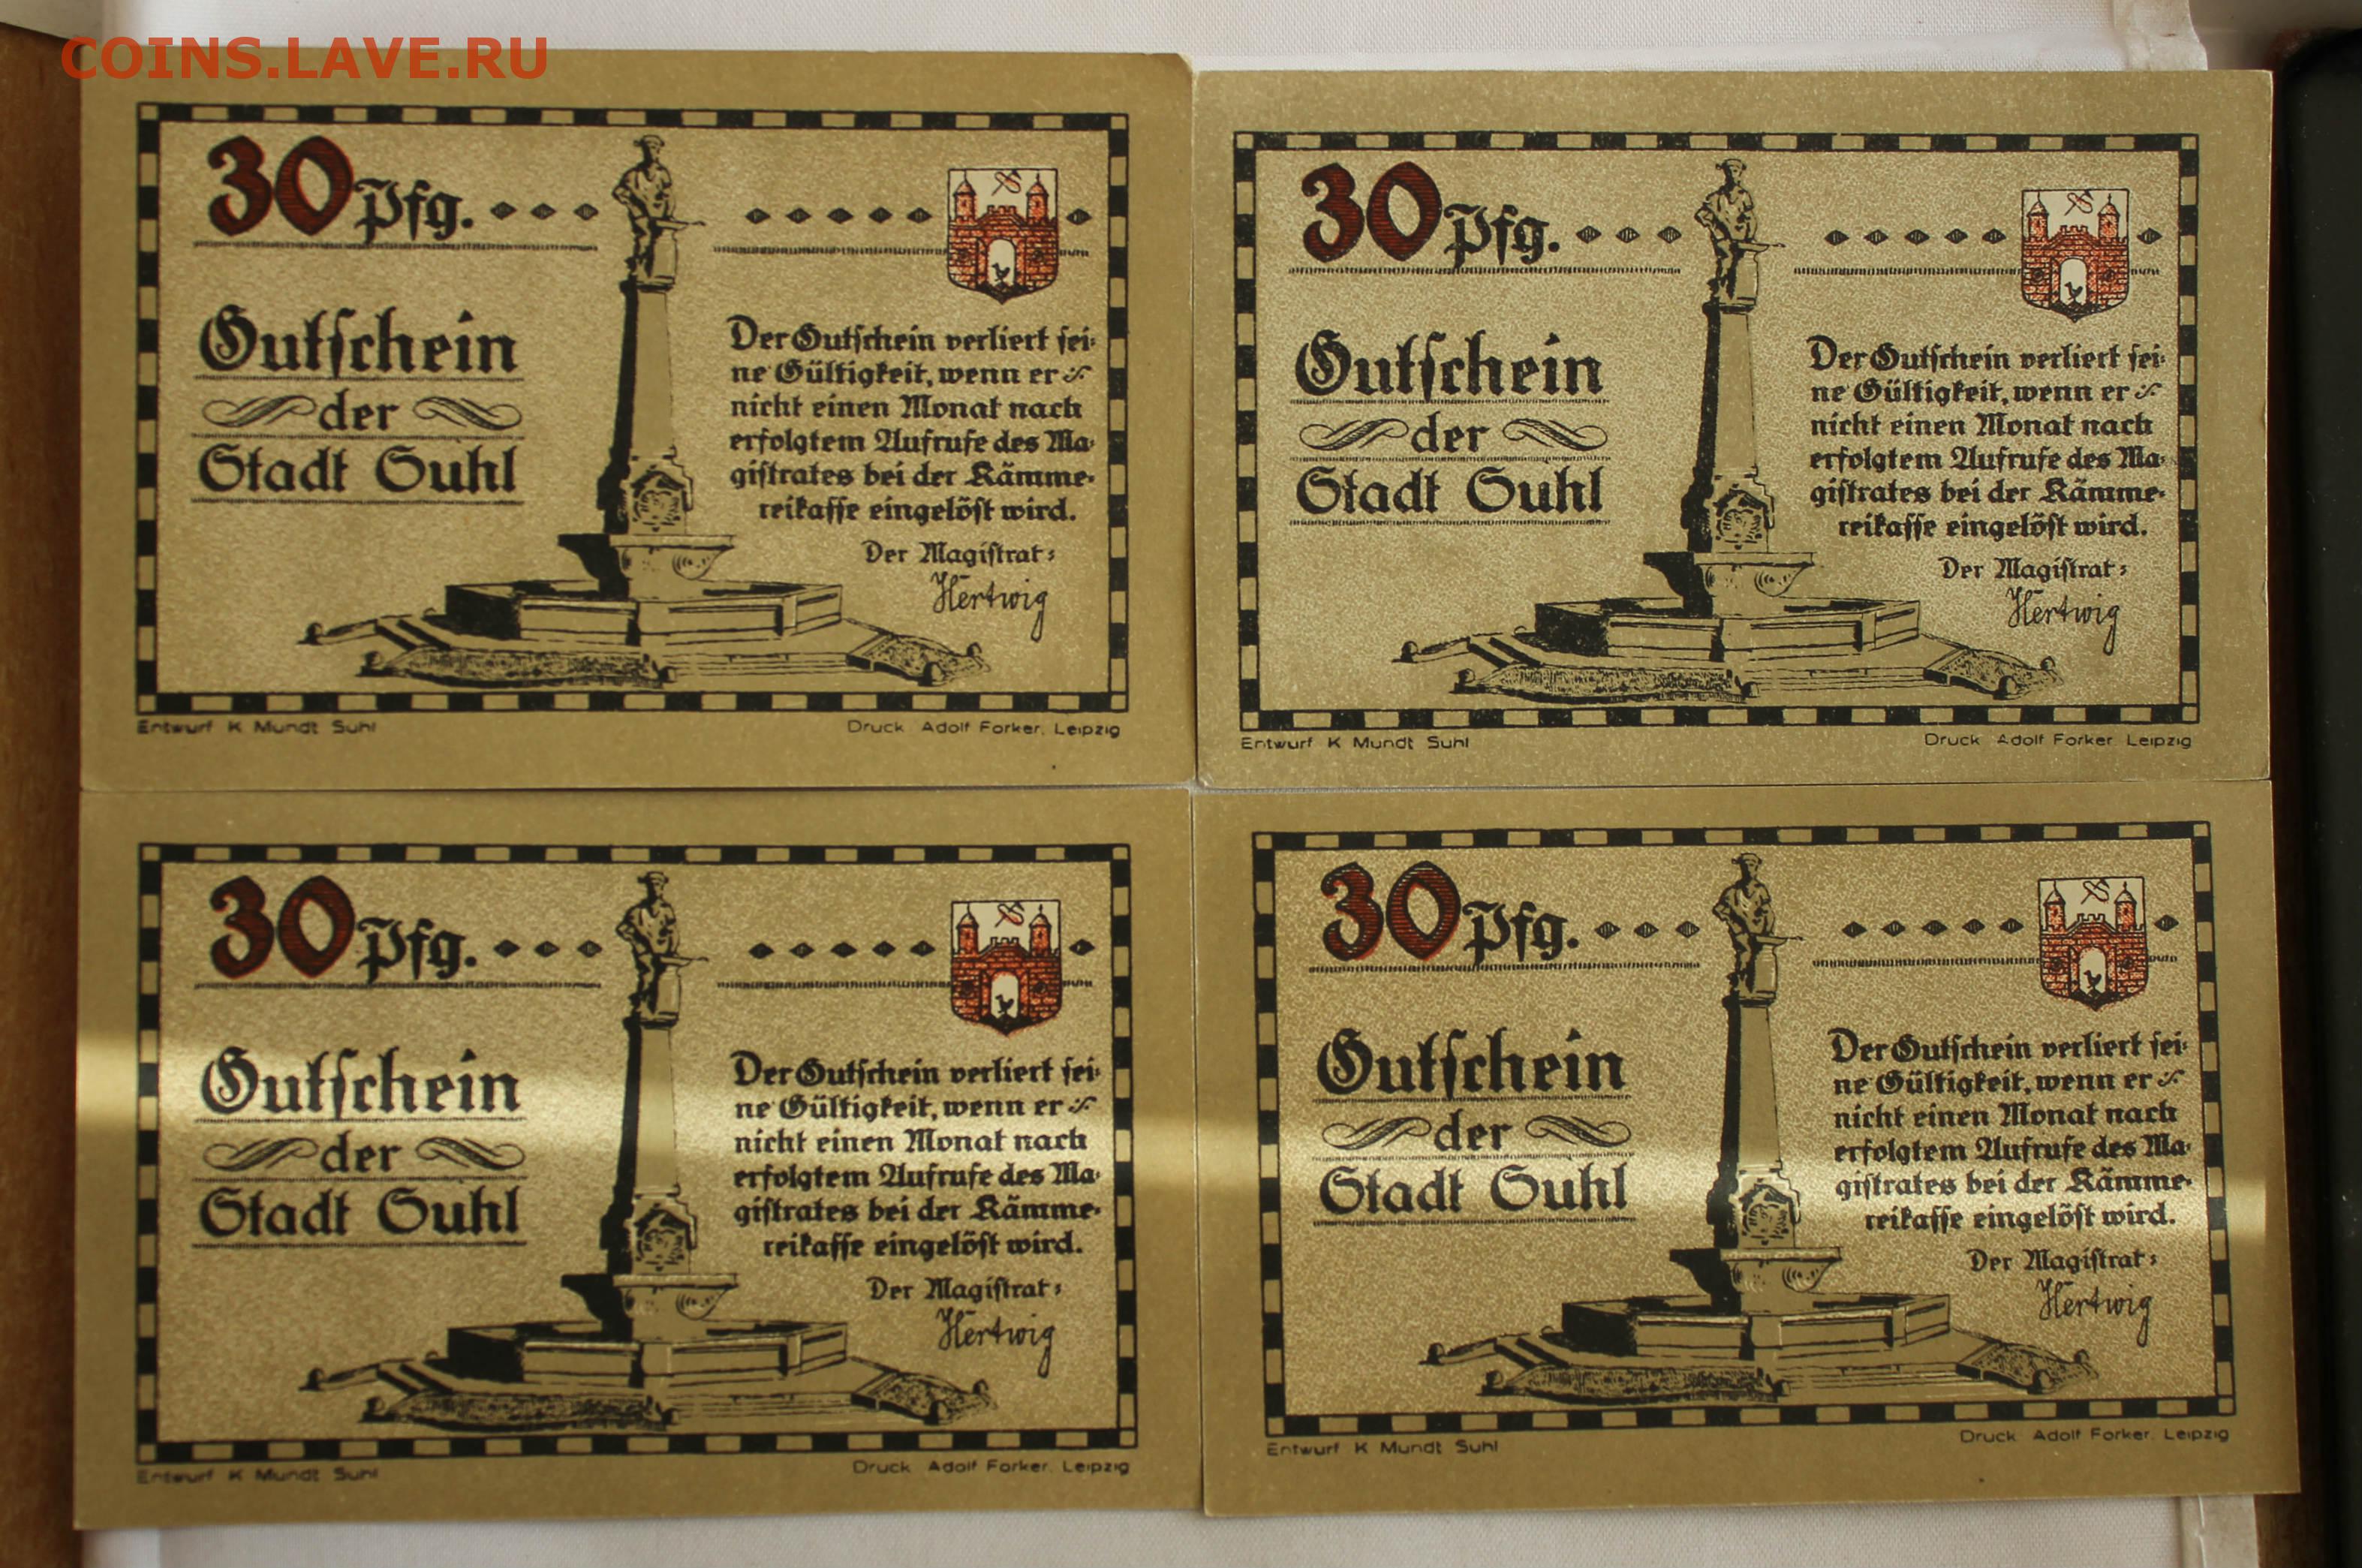 COINS.LAVE.RU
30 Pfg.
Gutschein
der
Stadt Suhl
Der Gutschein verliert sei-
ne Gültigkeit, wenn er
nicht einen Monat nach
erfolgtem Aufrufe des Ma-
gistrates bei der Kämme-
reikasse eingelöst wird.
Der Magistrat:
Hertwig
Entwurf K Mundt Suhl
Druck Adolf Forker, Leipzig
30 Pfg.
Gutschein
der
Stadt Suhl
Der Gutschein verliert sei-
ne Gültigkeit, wenn er
nicht einen Monat nach
erfolgtem Aufrufe des Ma-
gistrates bei der Kämme-
reikasse eingelöst wird.
Der Magistrat:
Hertwig
Entwurf K Mundt Suhl
Druck Adolf Forker Leipzig
30 Pfg.
Gutschein
der
Stadt Suhl
Der Gutschein verliert sei-
ne Gültigkeit, wenn er
nicht einen Monat nach
erfolgtem Aufrufe des Ma-
gistrates bei der Kämme-
reikasse eingelöst wird.
Der Magistrat:
Hertwig
Entwurf K Mundt Suhl
Druck Adolf Forker. Leipzig
30 Pfg.
Gutschein
der
Stadt Suhl
Der Gutschein verliert sei-
ne Gültigkeit, wenn er
nicht einen Monat nach
erfolgtem Aufrufe des Ma-
gistrates bei der Kämme-
reikasse eingelöst wird.
Der Magistrat:
Hertwig
Entwurf K Mundt Suhl
Druck Adolf Forker. Leipzig